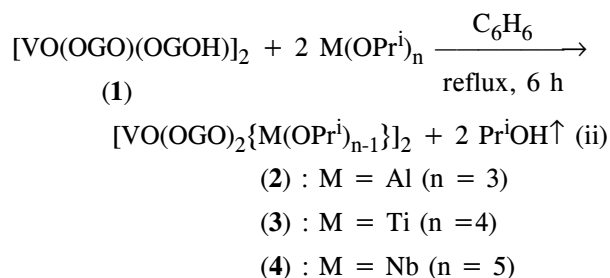 C₆H₆
[VO(OGO)(OGOH)]₂ + 2 M(OPrⁱ)ₙ
reflux, 6 h
(1)
[VO(OGO)₂{M(OPrⁱ)ₙ₋₁}]₂ + 2 PrⁱOH↑ (ii)
(2) : M = Al (n = 3)
(3) : M = Ti (n =4)
(4) : M = Nb (n = 5)